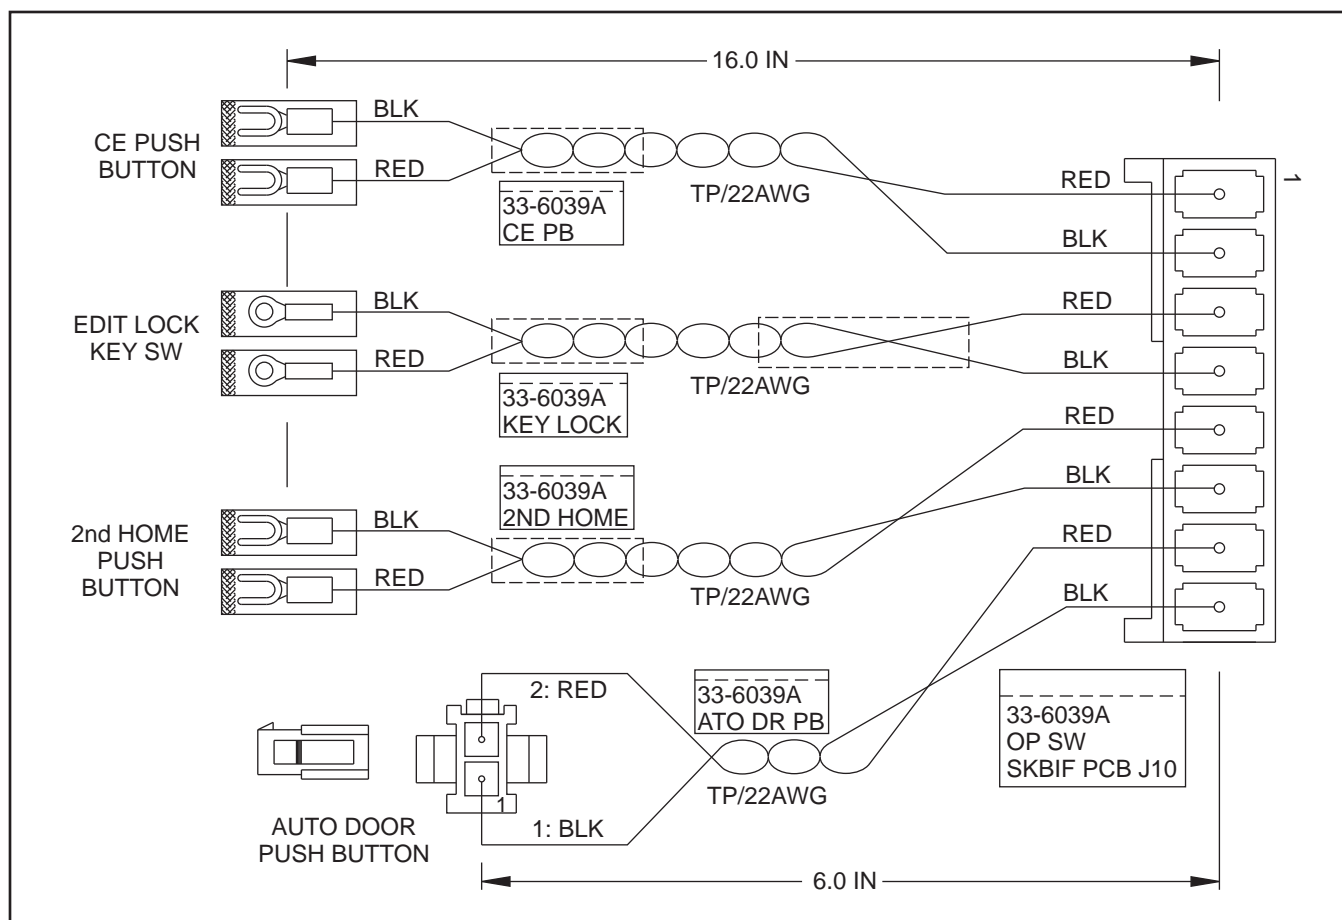 16.0 IN
CE PUSH
BUTTON
BLK
RED
33-6039A
CE PB
TP/22AWG
RED
BLK
1
EDIT LOCK
KEY SW
BLK
RED
33-6039A
KEY LOCK
TP/22AWG
RED
BLK
2nd HOME
PUSH
BUTTON
BLK
RED
33-6039A
2ND HOME
TP/22AWG
RED
BLK
RED
BLK
AUTO DOOR
PUSH BUTTON
2: RED
1
1: BLK
33-6039A
ATO DR PB
TP/22AWG
33-6039A
OP SW
SKBIF PCB J10
6.0 IN